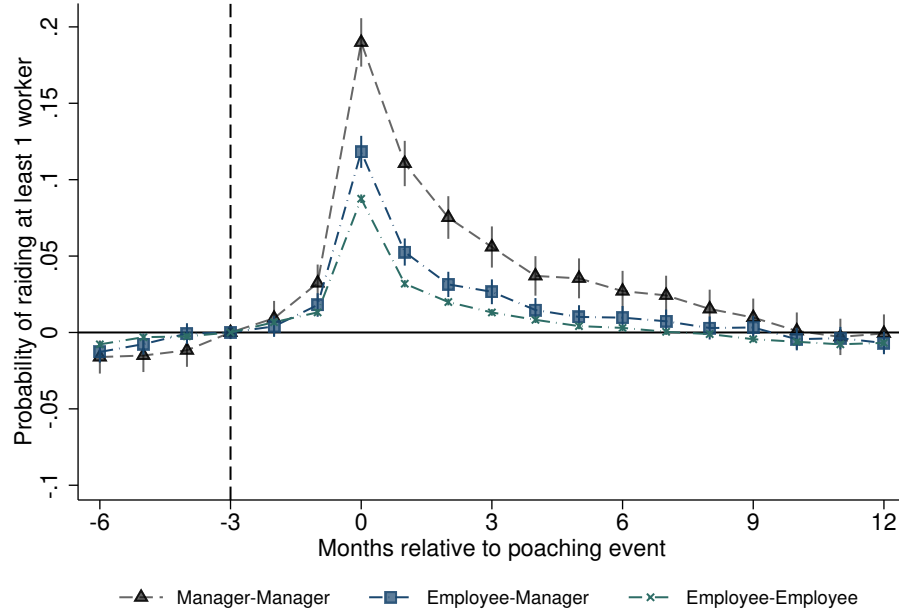 Probability of raiding at least 1 worker
.2
.15
.1
.05
0
-.05
-.1
-6 -3 0 3 6 9 12
Months relative to poaching event
Manager-Manager Employee-Manager Employee-Employee